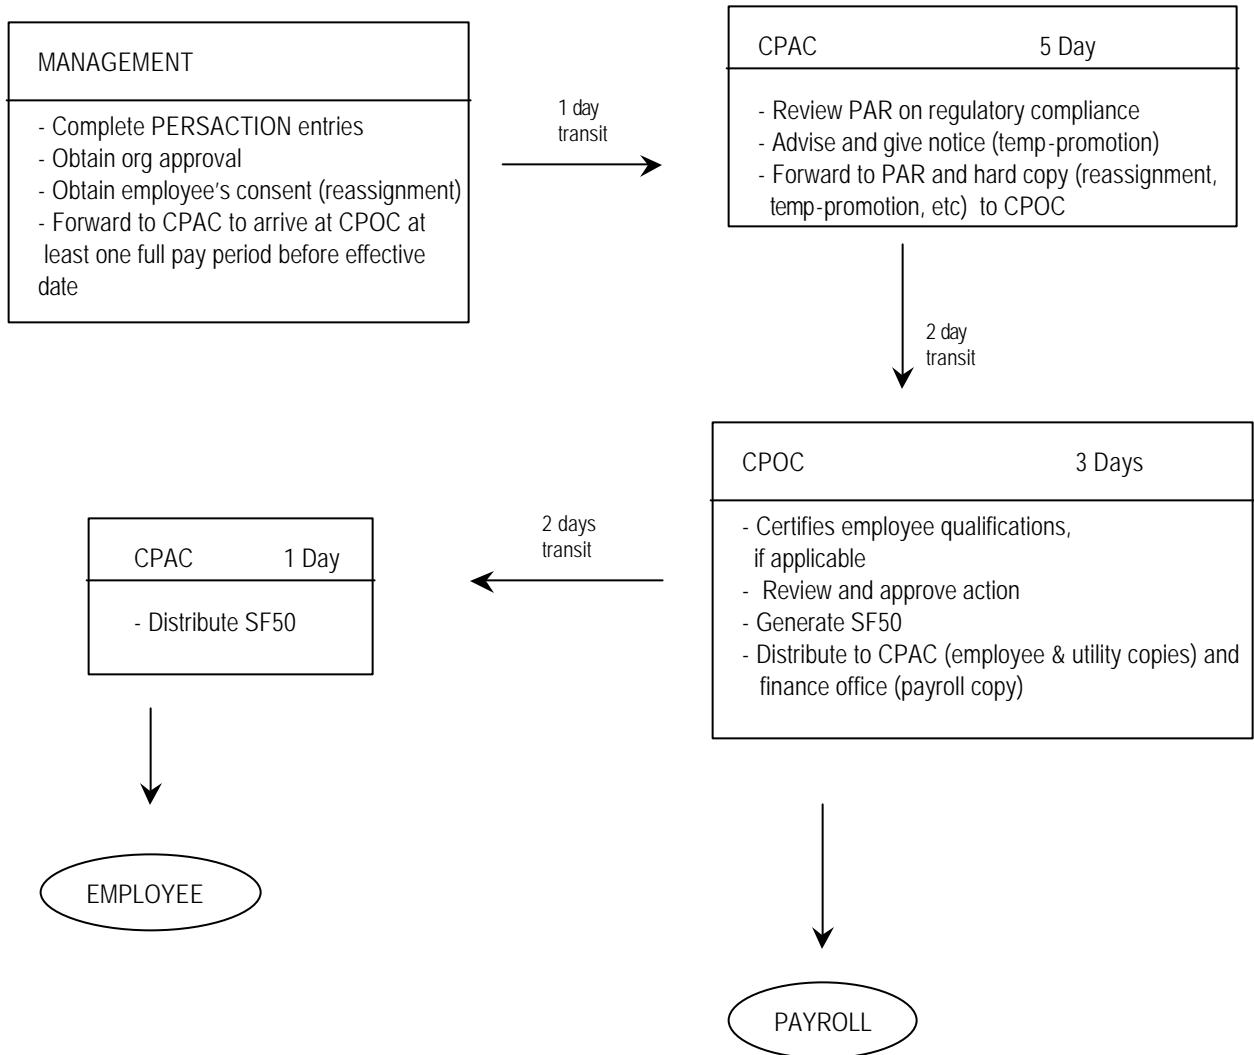 MANAGEMENT
- Complete PERSACTION entries
- Obtain org approval
- Obtain employee's consent (reassignment)
- Forward to CPAC to arrive at CPOC at
least one full pay period before effective
date
1 day
transit
CPAC 5 Day
- Review PAR on regulatory compliance
- Advise and give notice (temp-promotion)
- Forward to PAR and hard copy (reassignment,
temp-promotion, etc) to CPOC
2 day
transit
CPOC 3 Days
- Certifies employee qualifications,
if applicable
- Review and approve action
- Generate SF50
- Distribute to CPAC (employee & utility copies) and
finance office (payroll copy)
2 days
transit
CPAC 1 Day
- Distribute SF50
EMPLOYEE
PAYROLL